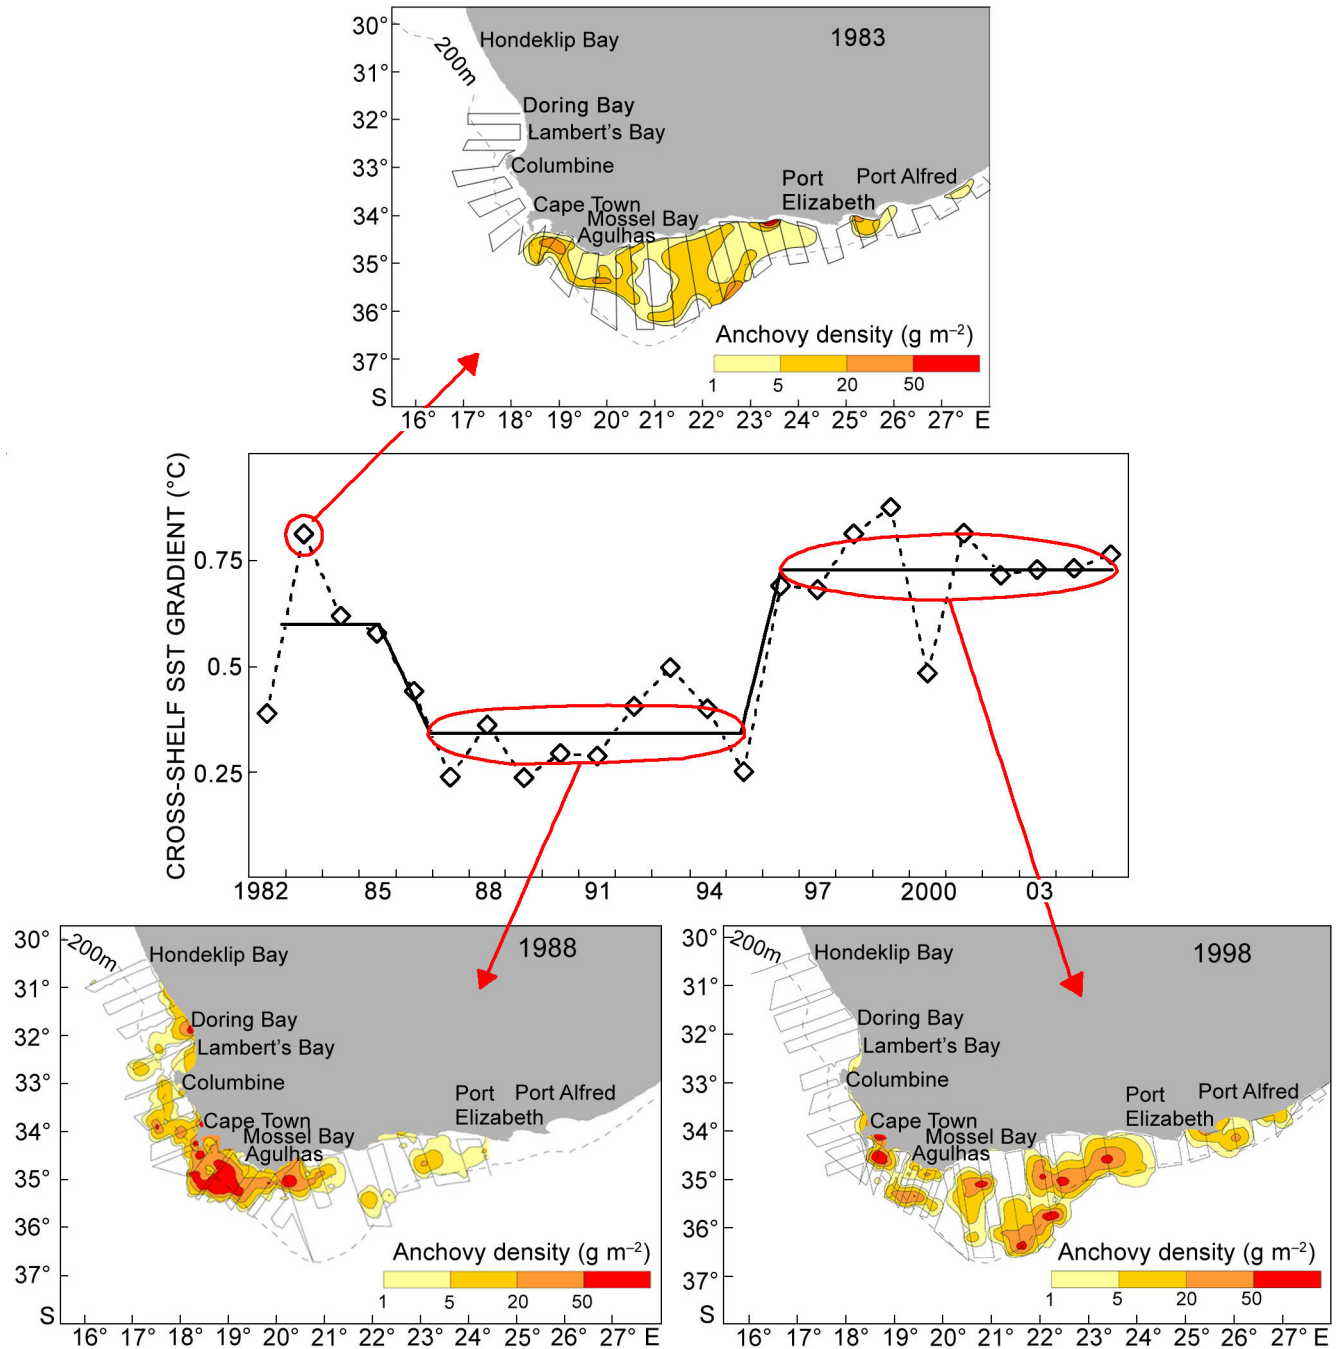 30°
Hondeklip Bay
1983
200m
31°
Doring Bay
32°
Lambert's Bay
33°
Columbine
Port Elizabeth
Port Alfred
Cape Town
34°
Mossel Bay
Agulhas
35°
36°
Anchovy density (g m⁻²)
37°
1 5 20 50
S
16° 17° 18° 19° 20° 21° 22° 23° 24° 25° 26° 27° E
CROSS-SHELF SST GRADIENT (°C)
0.75
0.5
0.25
1982 85 88 91 94 97 2000 03
30°
200m
Hondeklip Bay
1988
31°
Doring Bay
32°
Lambert's Bay
33°
Columbine
Port
Elizabeth
Port Alfred
Cape Town
34°
Mossel Bay
Agulhas
35°
36°
Anchovy density (g m⁻²)
37°
1 5 20 50
S
16° 17° 18° 19° 20° 21° 22° 23° 24° 25° 26° 27° E
30°
200m
Hondeklip Bay
1998
31°
Doring Bay
32°
Lambert's Bay
33°
Columbine
Port
Elizabeth
Port Alfred
Cape Town
34°
Mossel Bay
Agulhas
35°
36°
Anchovy density (g m⁻²)
37°
1 5 20 50
S
16° 17° 18° 19° 20° 21° 22° 23° 24° 25° 26° 27° E